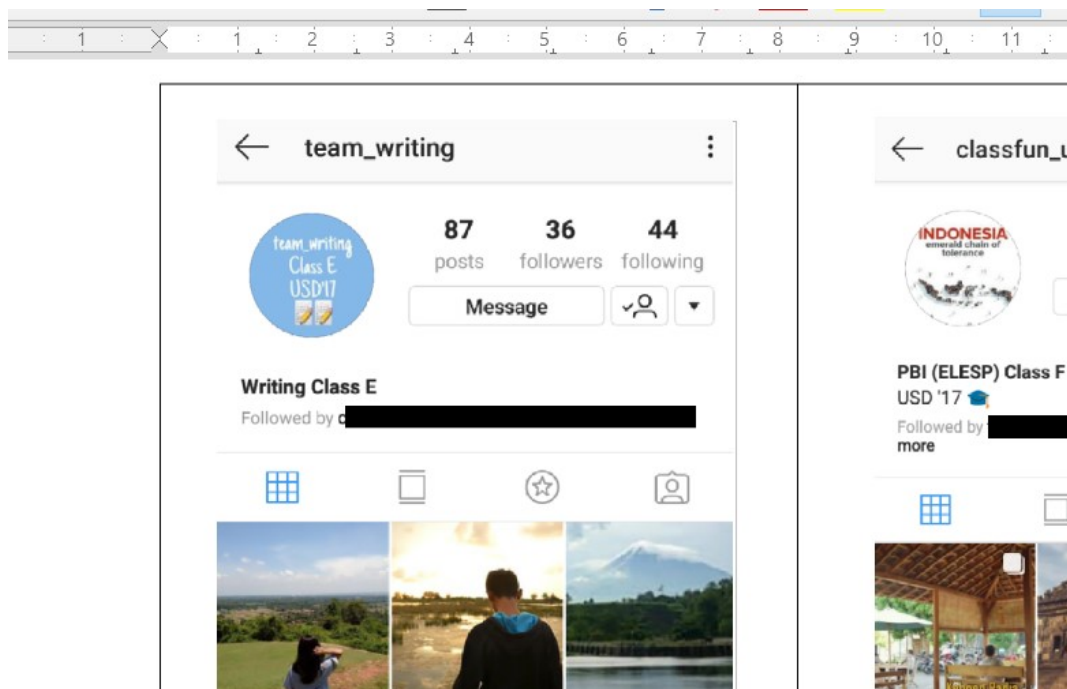 1 1 2 3 4 5 6 7 8 9 10 11
team_writing
team_writing
Class E
USD'17
87 36 44
posts followers following
Message
Writing Class E
Followed by
classfun_u
INDONESIA
emerald chain of
tolerance
PBI (ELESP) Class F
USD '17
Followed by
more